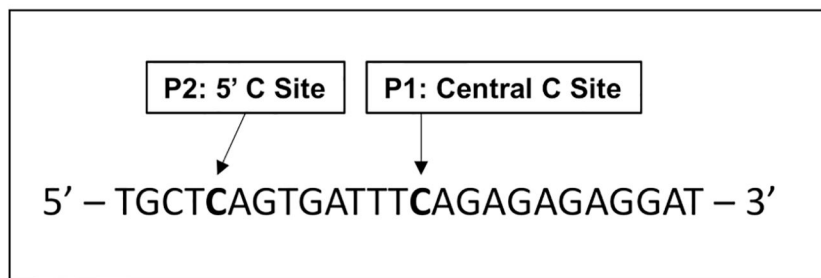 P2: 5’ C Site P1: Central C Site
5’ – TGCTCAGTGATTTCAGAGAGAGGAT – 3’